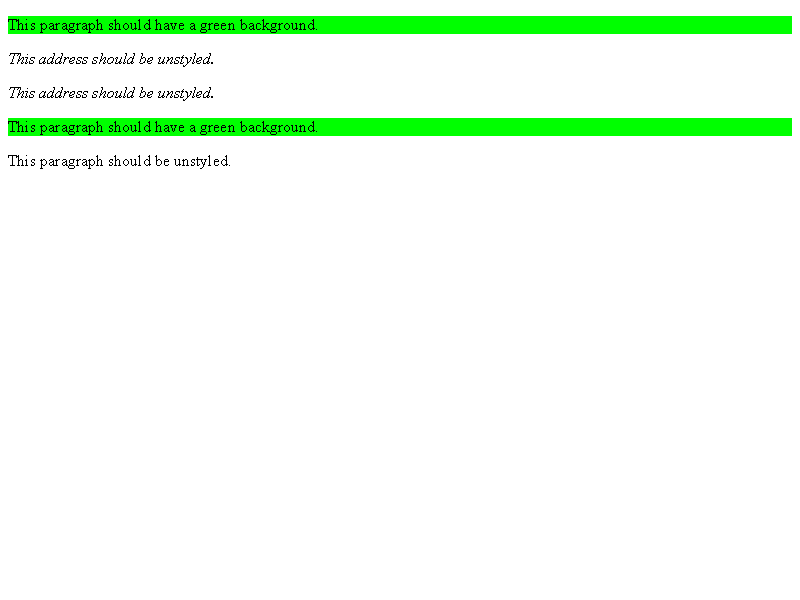 This paragraph should have a green background.
This address should be unstyled.
This address should be unstyled.
This paragraph should have a green background.
This paragraph should be unstyled.